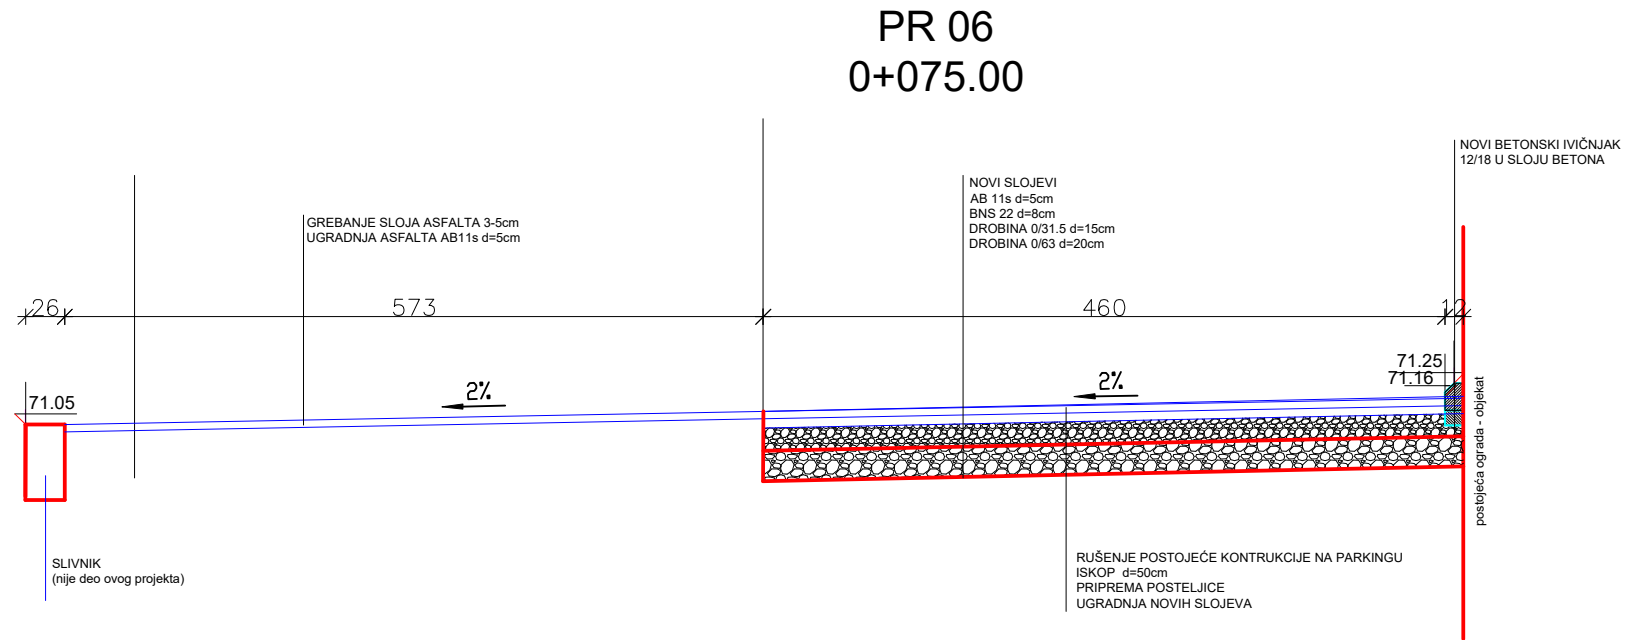 PR 06
0+075.00
NOVI BETONSKI IVIČNJAK
12/18 U SLOJU BETONA
NOVI SLOJEVI
AB 11s d=5cm
BNS 22 d=8cm
DROBINA 0/31.5 d=15cm
DROBINA 0/63 d=20cm
GREBANJE SLOJA ASFALTA 3-5cm
UGRADNJA ASFALTA AB11s d=5cm
26
573
460
12
71.25
71.16
2%
2%
71.05
postojeća ograda - objekat
SLIVNIK
(nije deo ovog projekta)
RUŠENJE POSTOJEĆE KONTRUKCIJE NA PARKINGU
ISKOP d=50cm
PRIPREMA POSTELJICE
UGRADNJA NOVIH SLOJEVA